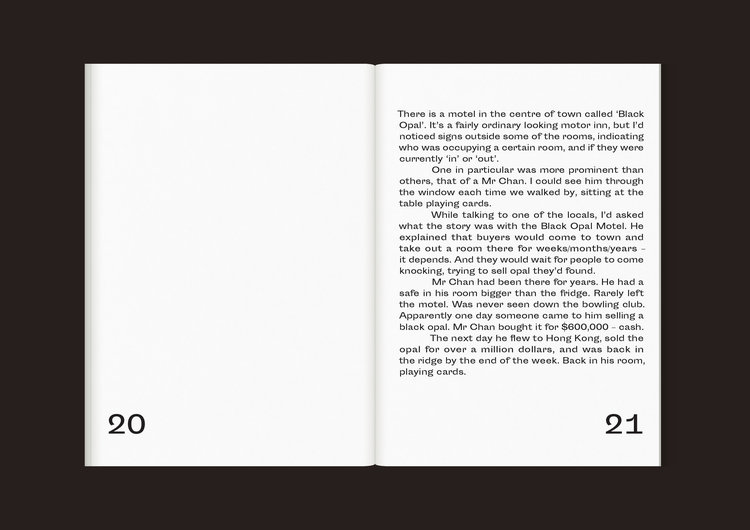 There is a motel in the centre of town called ‘Black
Opal’. It’s a fairly ordinary looking motor inn, but I’d
noticed signs outside some of the rooms, indicating
who was occupying a certain room, and if they were
currently ‘in’ or ‘out’.
One in particular was more prominent than
others, that of a Mr Chan. I could see him through
the window each time we walked by, sitting at the
table playing cards.
While talking to one of the locals, I’d asked
what the story was with the Black Opal Motel. He
explained that buyers would come to town and
take out a room there for weeks/months/years –
it depends. And they would wait for people to come
knocking, trying to sell opal they’d found.
Mr Chan had been there for years. He had a
safe in his room bigger than the fridge. Rarely left
the motel. Was never seen down the bowling club.
Apparently one day someone came to him selling a
black opal. Mr Chan bought it for $600,000 – cash.
The next day he flew to Hong Kong, sold the
opal for over a million dollars, and was back in
the ridge by the end of the week. Back in his room,
playing cards.
20
21